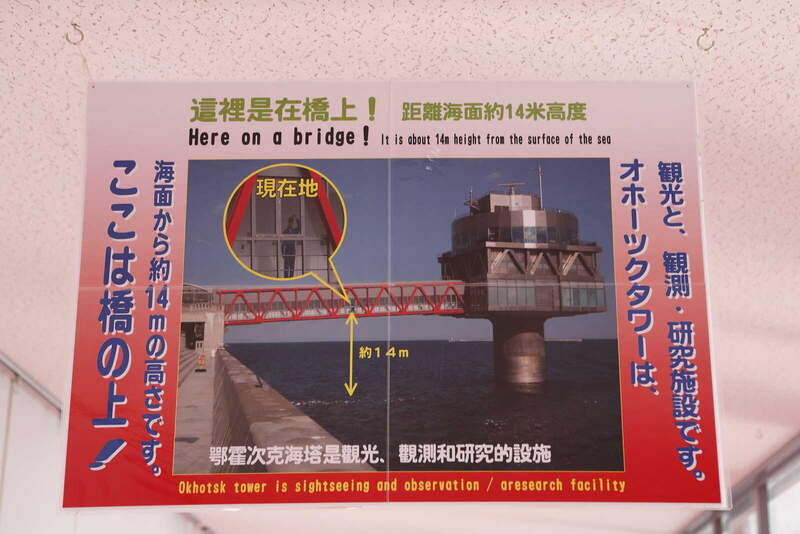 這裡是在橋上！ 距離海面約14米高度
Here on a bridge! It is about 14m height from the surface of the sea
観光と、観測・研究施設です。
オホーツクタワーは、
海面から約14mの高さです。
ここは橋の上！
現在地
約14m
鄂霍次克海塔是觀光、觀測和研究的設施
Okhotsk tower is sightseeing and observation / aresearch facility